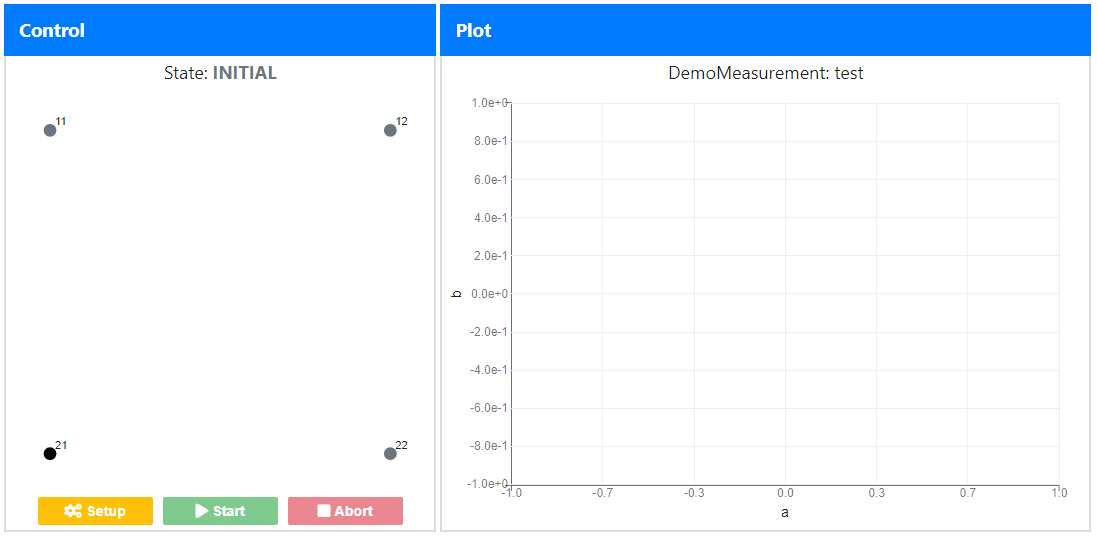 Control
State: INITIAL
11
12
21
22
Setup
Start
Abort
Plot
DemoMeasurement: test
1.0e+0
8.0e-1
6.0e-1
4.0e-1
2.0e-1
0.0e+0
-2.0e-1
-4.0e-1
-6.0e-1
-8.0e-1
-1.0e+0
b
-1.0 -0.7 -0.3 0.0 0.3 0.7 1.0
a